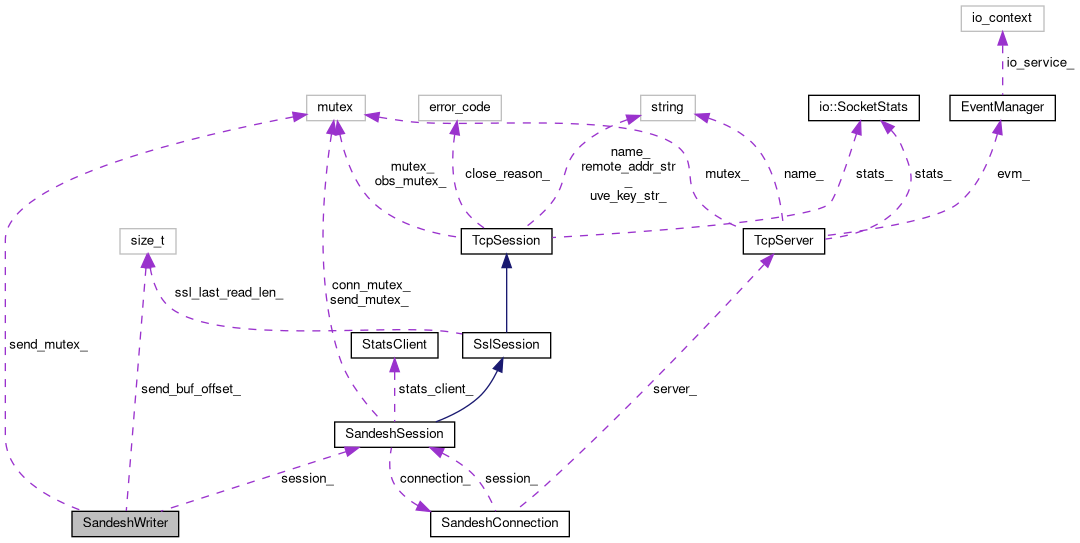 io_context
io_service_
mutex
error_code
string
io::SocketStats
EventManager
mutex_
obs_mutex_
close_reason_
name_
remote_addr_str
_
uve_key_str_
mutex_
name_
stats_
stats_
evm_
size_t
TcpSession
TcpServer
ssl_last_read_len_
conn_mutex_
send_mutex_
send_mutex_
StatsClient
SslSession
send_buf_offset_
stats_client_
server_
SandeshSession
session_
connection_
session_
SandeshWriter
SandeshConnection